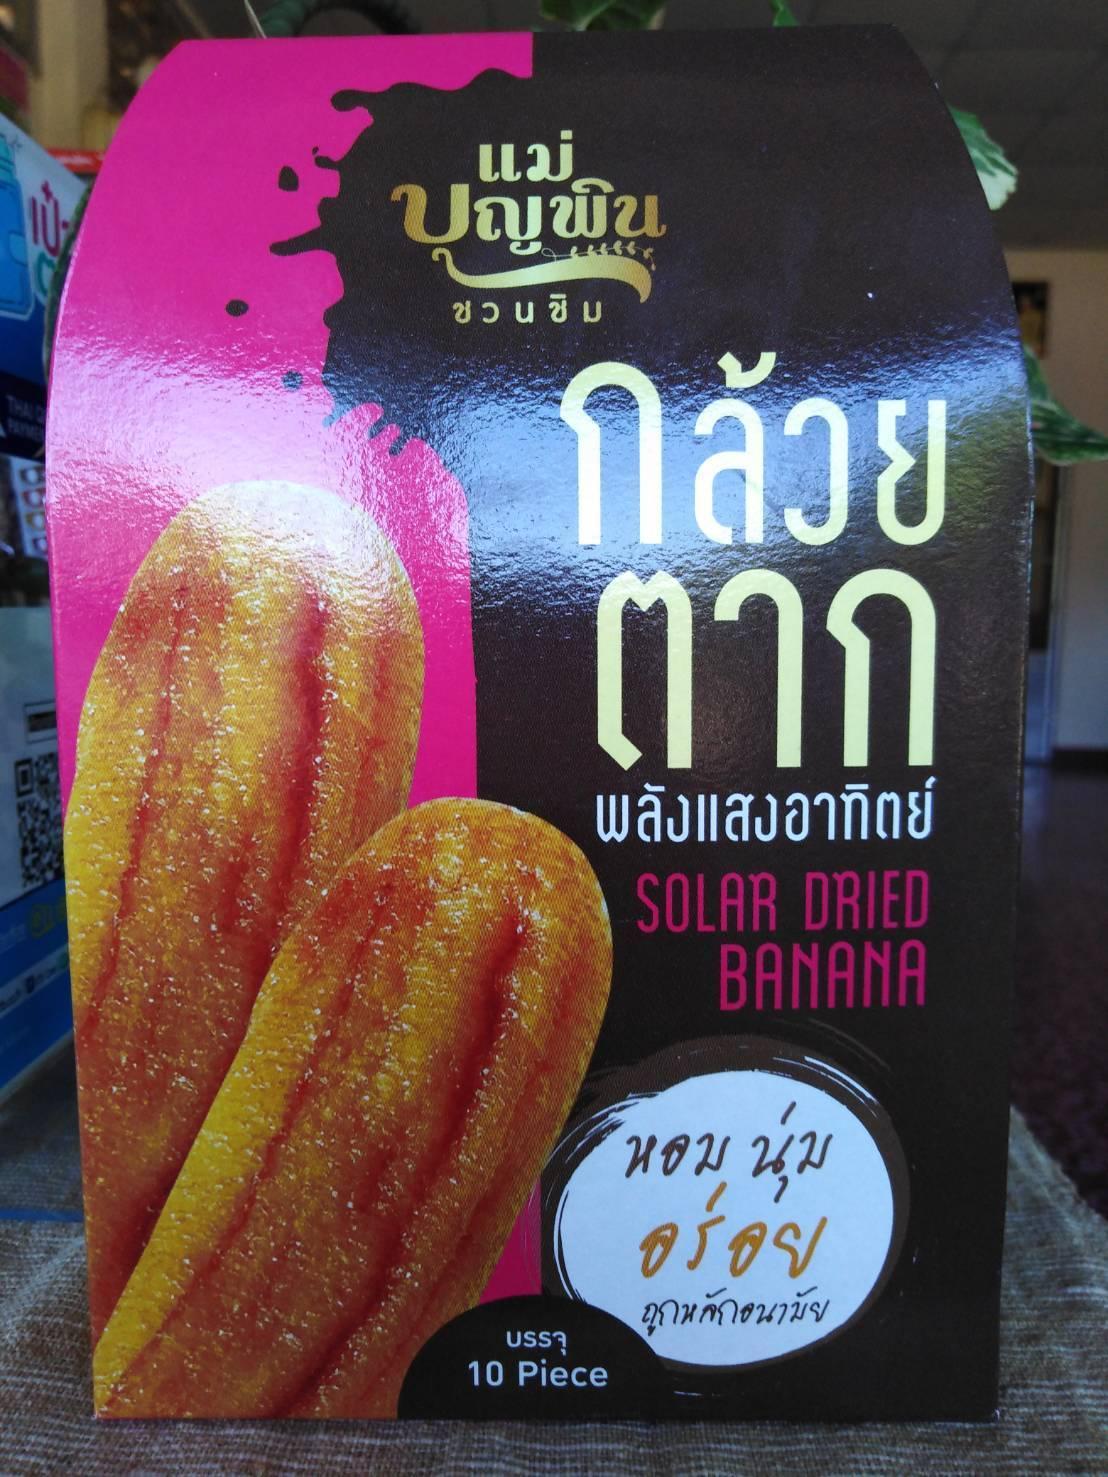 แม่
บุญพิน
ชวนชิม
กล้วย
ตาก
พลังแสงอาทิตย์
SOLAR DRIED
BANANA
หอม นุ่ม
อร่อย
ถูกหลักอนามัย
บรรจุ
10 Piece